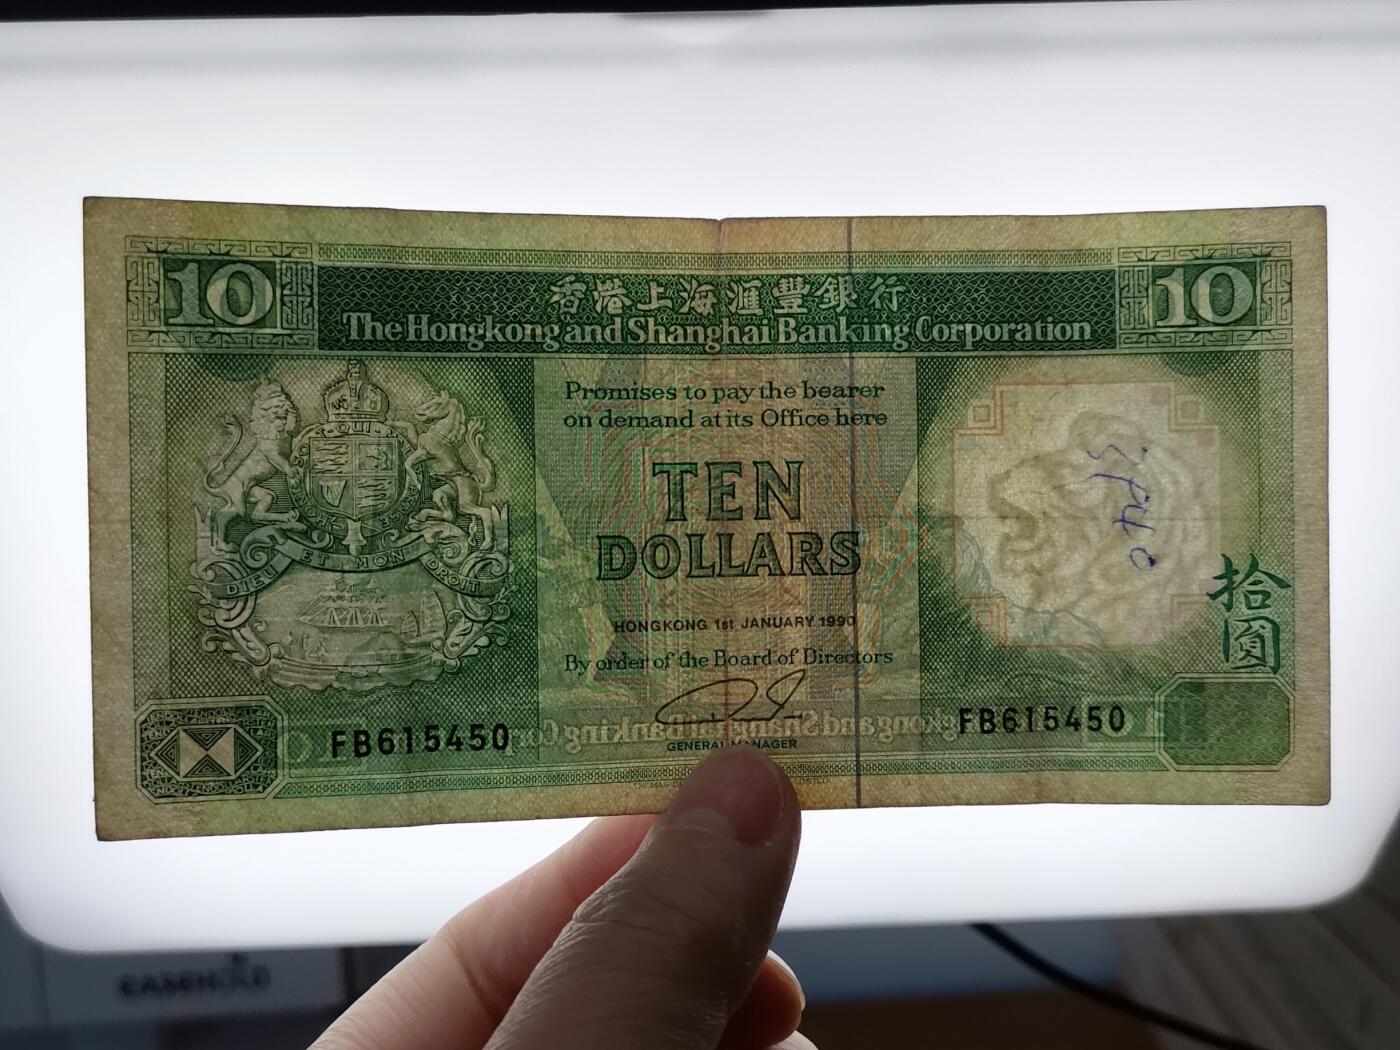 10
香港上海滙豐銀行
10
The Hongkong and Shanghai Banking Corporation
Promises to pay the bearer
on demand at its Office here
TEN
DOLLARS
HONGKONG 1st JANUARY 1990
By order of the Board of Directors
GENERAL MANAGER
QUI
DIEU ET MON DROIT
拾
圓
FB615450
FB615450